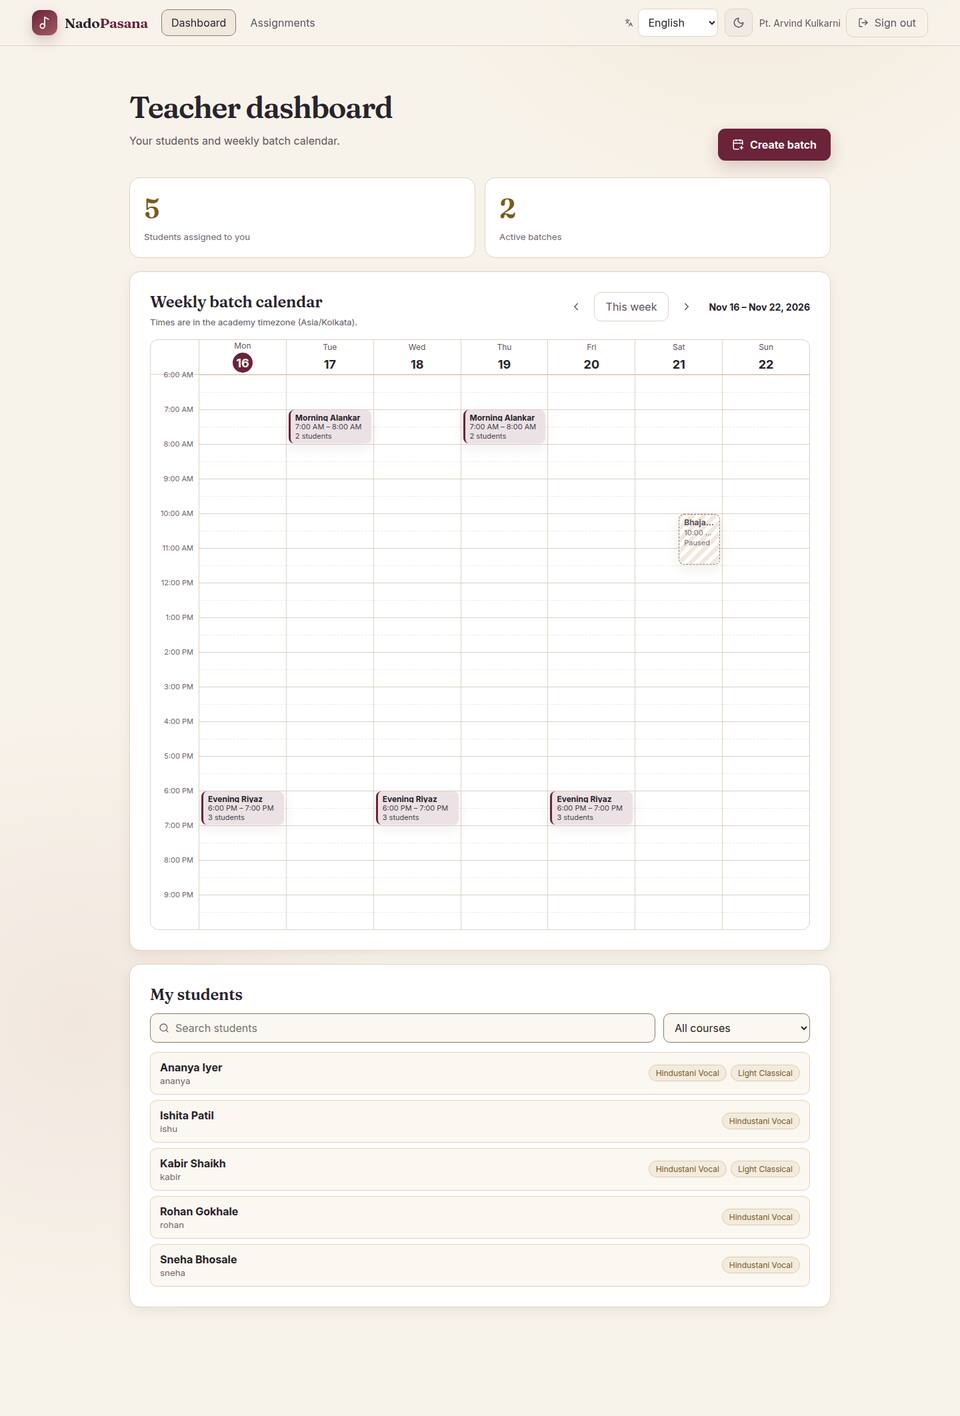 NadoPasana
Dashboard
Assignments
English
Pt. Arvind Kulkarni
Sign out
Teacher dashboard
Your students and weekly batch calendar.
Create batch
5
Students assigned to you
2
Active batches
Weekly batch calendar
Times are in the academy timezone (Asia/Kolkata).
This week
Nov 16 – Nov 22, 2026
Mon
16
Tue
17
Wed
18
Thu
19
Fri
20
Sat
21
Sun
22
6:00 AM
7:00 AM
Morning Alankar
7:00 AM – 8:00 AM
2 students
Morning Alankar
7:00 AM – 8:00 AM
2 students
8:00 AM
9:00 AM
10:00 AM
Bhaja...
10:00 ...
Paused
11:00 AM
12:00 PM
1:00 PM
2:00 PM
3:00 PM
4:00 PM
5:00 PM
6:00 PM
Evening Riyaz
6:00 PM – 7:00 PM
3 students
Evening Riyaz
6:00 PM – 7:00 PM
3 students
Evening Riyaz
6:00 PM – 7:00 PM
3 students
7:00 PM
8:00 PM
9:00 PM
My students
Search students
All courses
Ananya Iyer
ananya
Hindustani Vocal
Light Classical
Ishita Patil
ishu
Hindustani Vocal
Kabir Shaikh
kabir
Hindustani Vocal
Light Classical
Rohan Gokhale
rohan
Hindustani Vocal
Sneha Bhosale
sneha
Hindustani Vocal